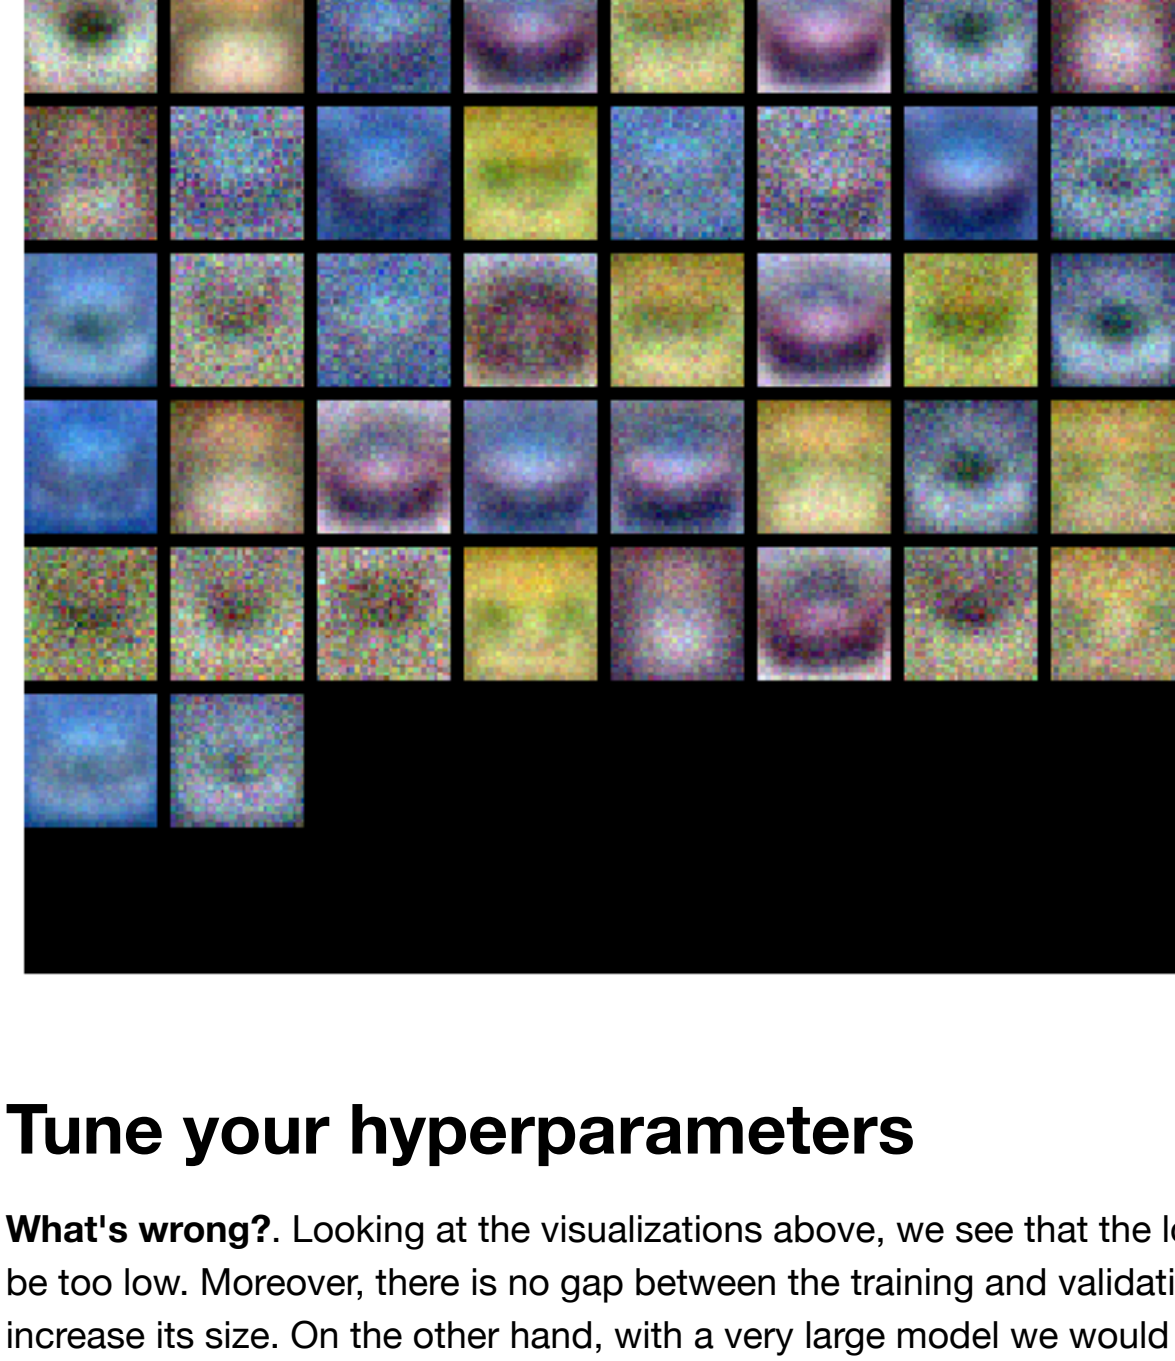 Tune your hyperparameters
What's wrong?. Looking at the visualizations above, we see that the
be too low. Moreover, there is no gap between the training and
increase its size. On the other hand, with a very large model we would